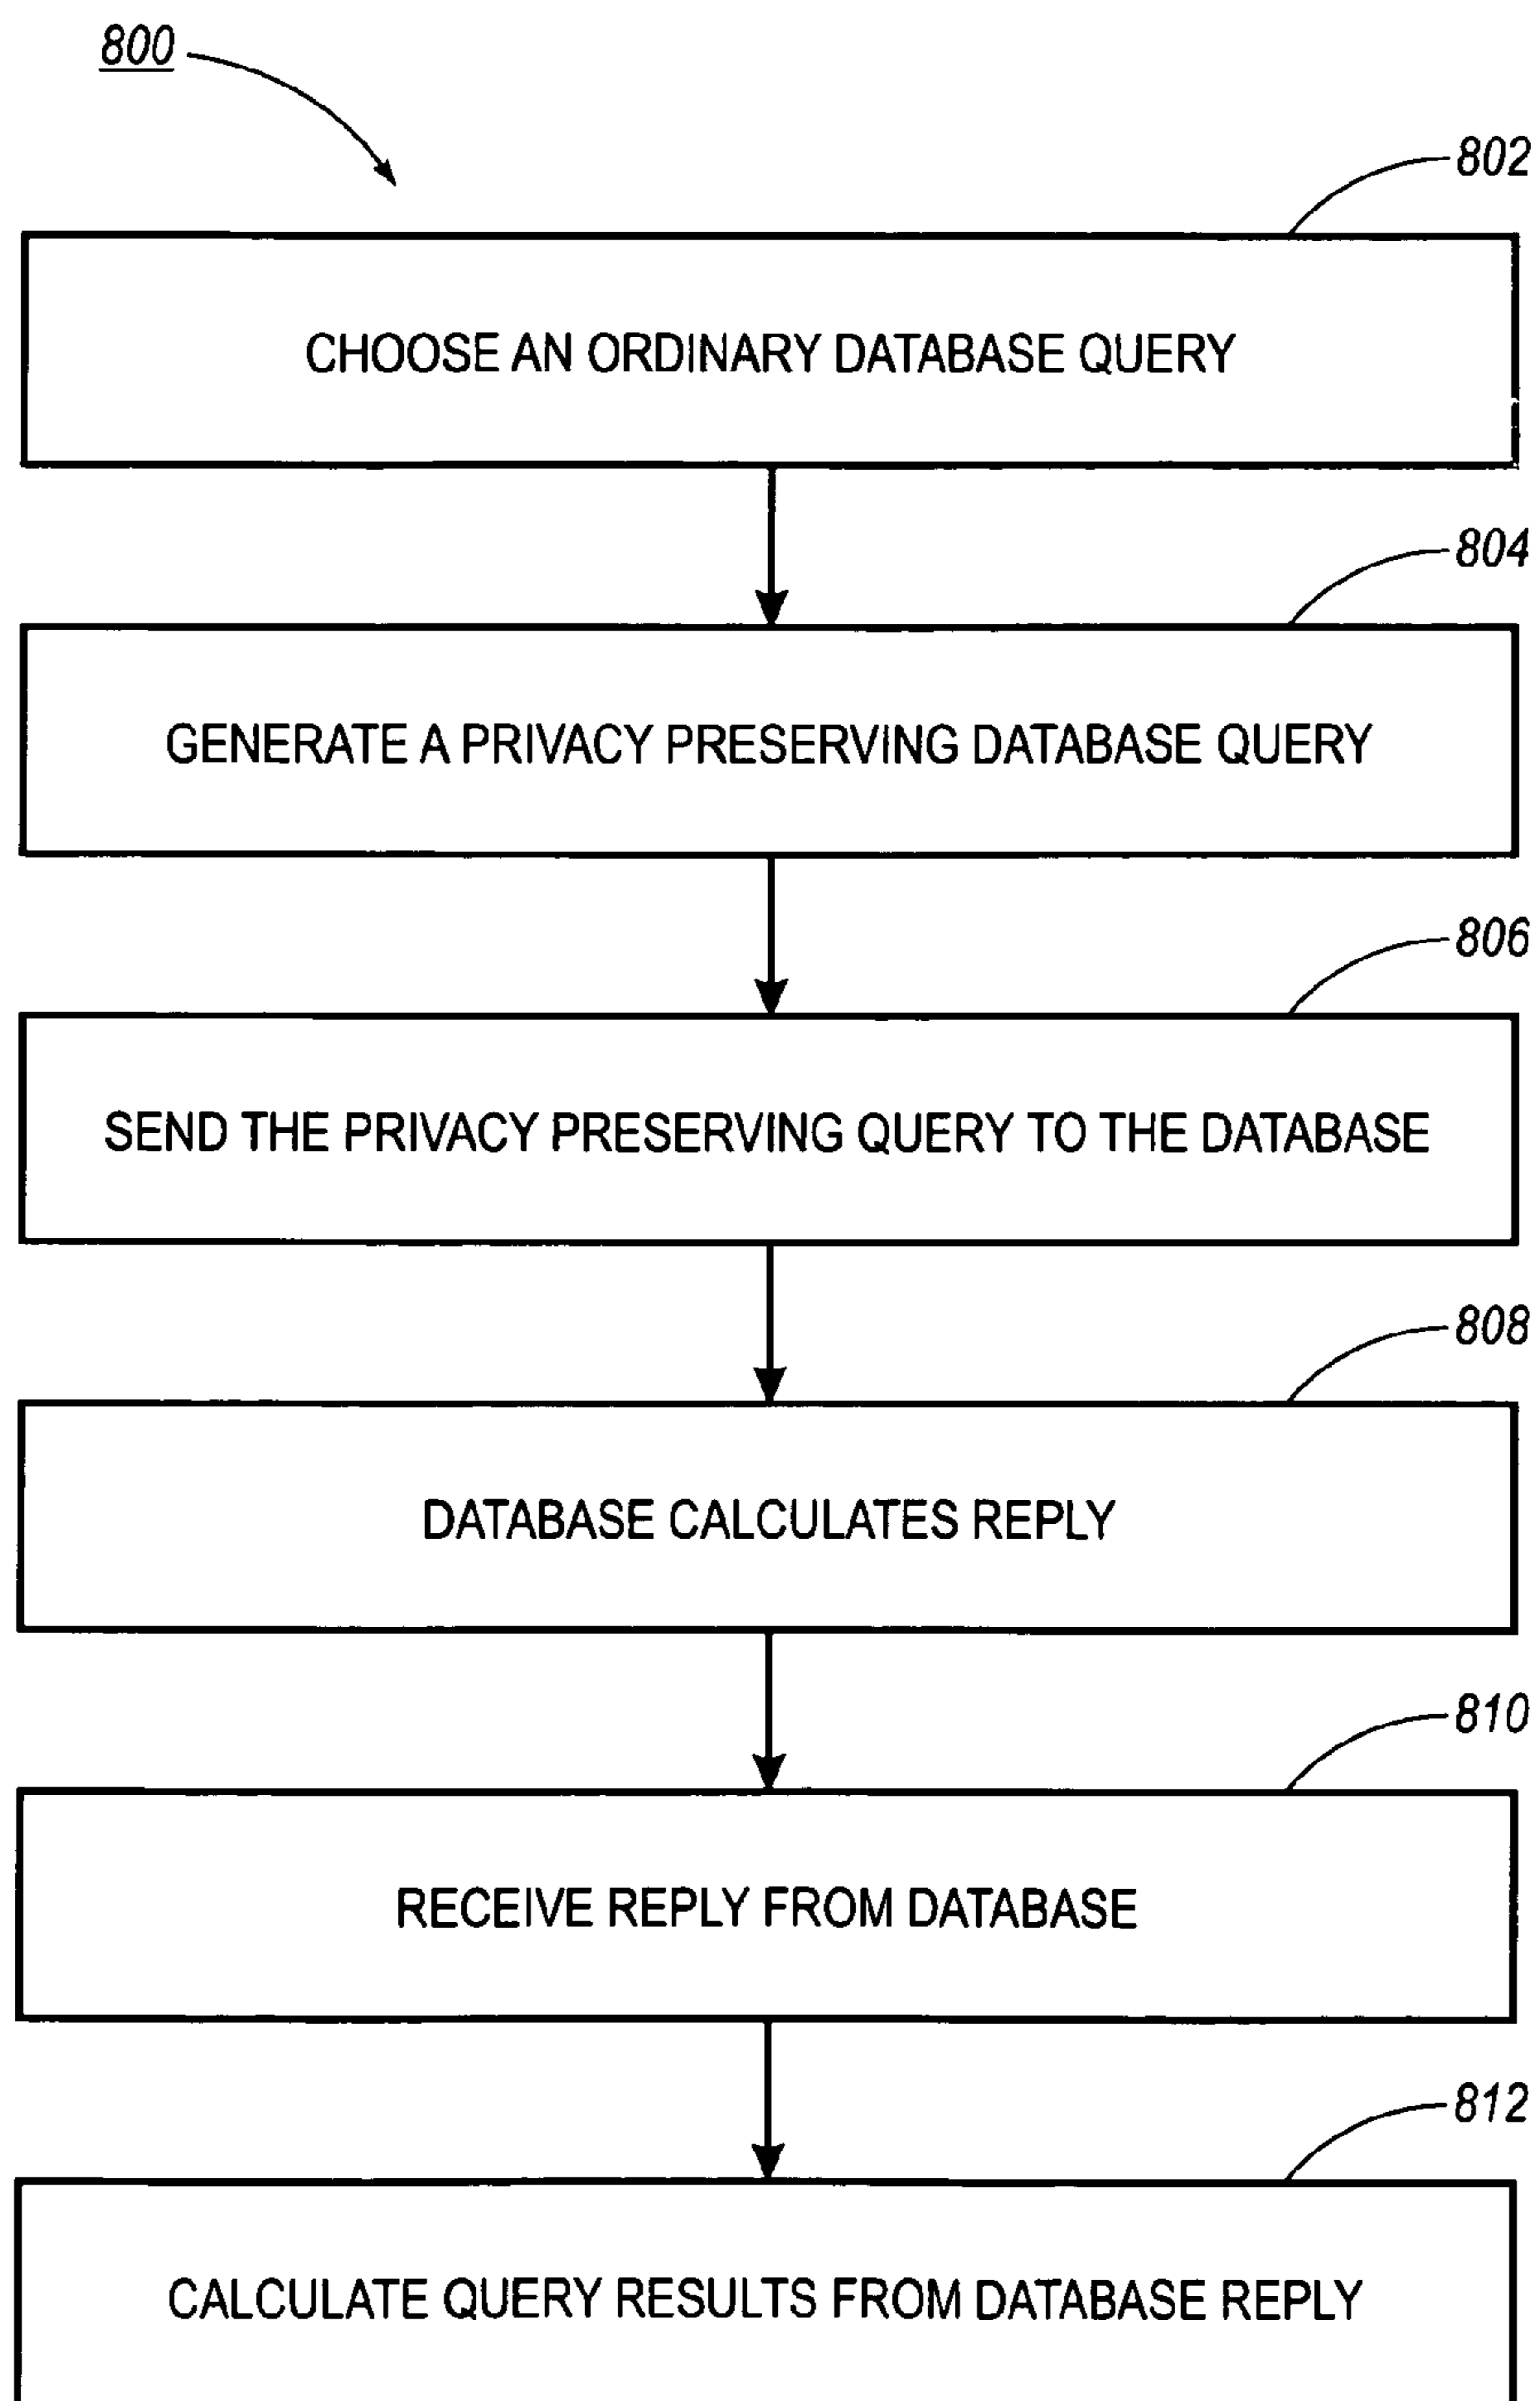 800
802
CHOOSE AN ORDINARY DATABASE QUERY
804
GENERATE A PRIVACY PRESERVING DATABASE QUERY
806
SEND THE PRIVACY PRESERVING QUERY TO THE DATABASE
808
DATABASE CALCULATES REPLY
810
RECEIVE REPLY FROM DATABASE
812
CALCULATE QUERY RESULTS FROM DATABASE REPLY